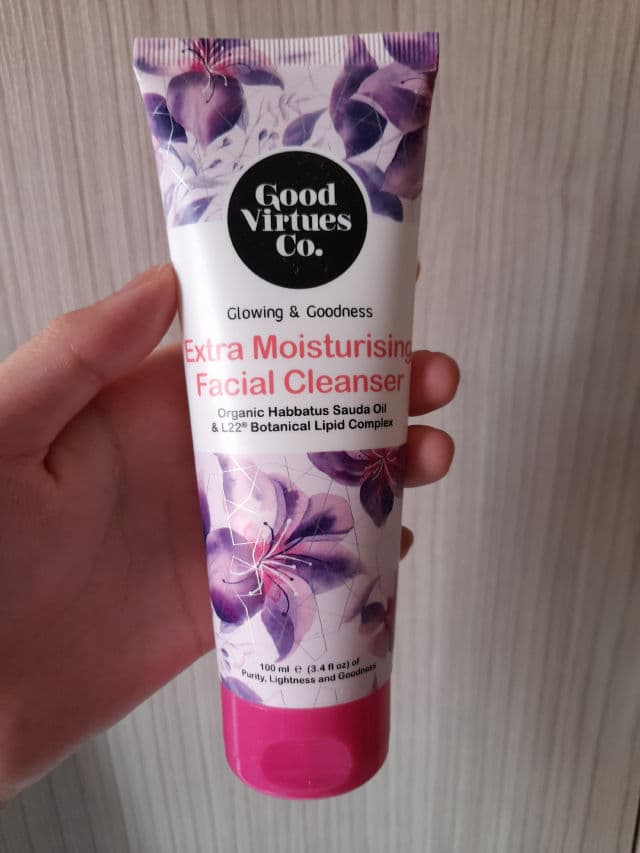 Good
Virtues
Co.
Glowing & Goodness
Extra Moisturising
Facial Cleanser
Organic Habbatus Sauda Oil
& L22® Botanical Lipid Complex
100 ml ℮ (3.4 fl oz) of
Purity, Lightness and Goodness